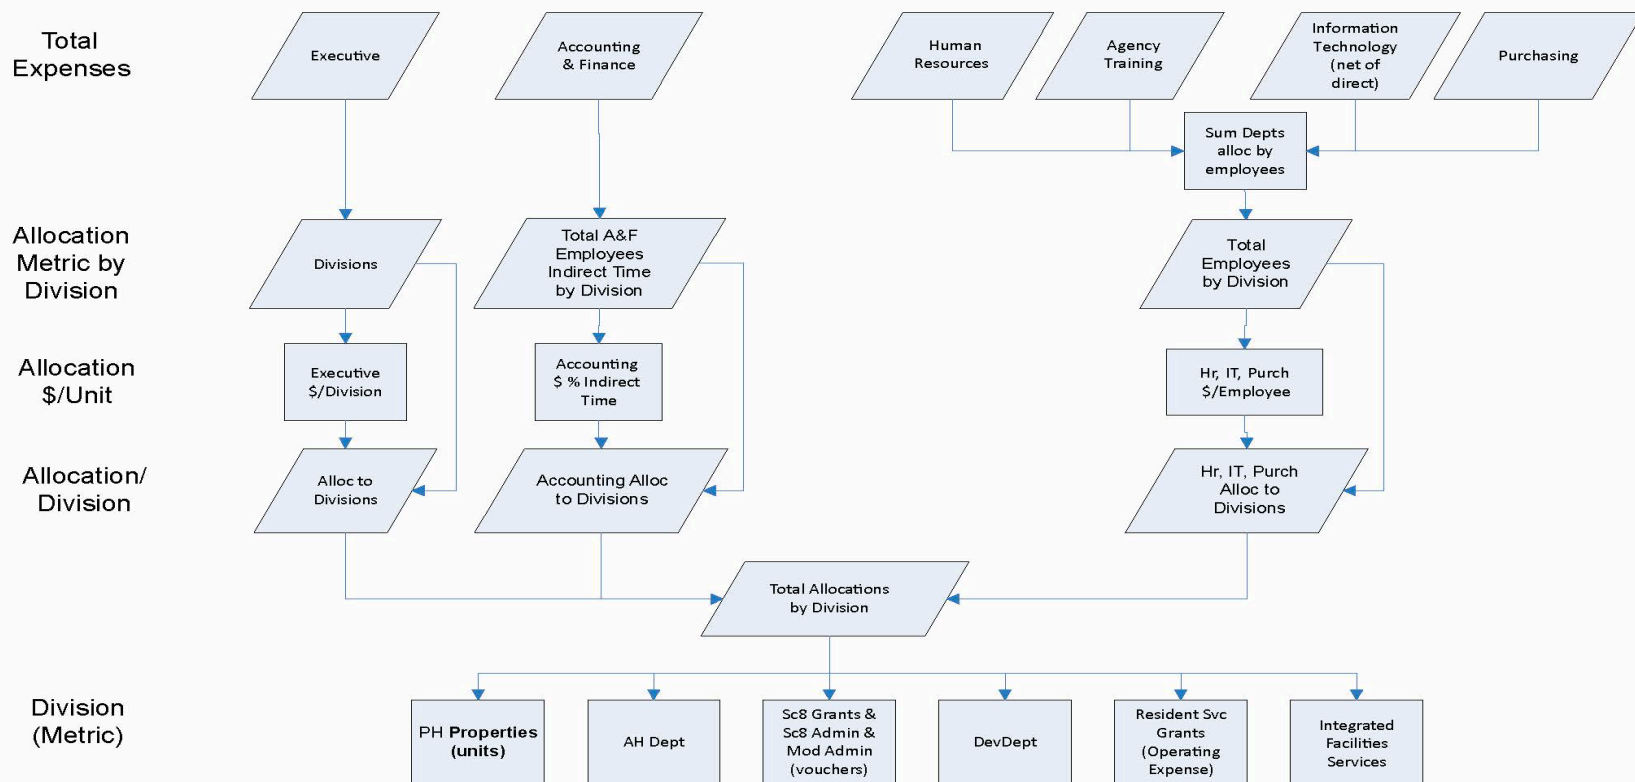 Total
Expenses
Executive
Accounting
& Finance
Human
Resources
Agency
Training
Information
Technology
(net of
direct)
Purchasing
Sum Depts
alloc by
employees
Allocation
Metric by
Division
Divisions
Total A&F
Employees
Indirect Time
by Division
Total
Employees
by Division
Allocation
$/Unit
Executive
$/Division
Accounting
$ % Indirect
Time
Hr, IT, Purch
$/Employee
Allocation/
Division
Alloc to
Divisions
Accounting Alloc
to Divisions
Hr, IT, Purch
Alloc to
Divisions
Total Allocations
by Division
Division
(Metric)
PH Properties
(units)
AH Dept
Sc8 Grants &
Sc8 Admin &
Mod Admin
(vouchers)
DevDept
Resident Svc
Grants
(Operating
Expense)
Integrated
Facilities
Services